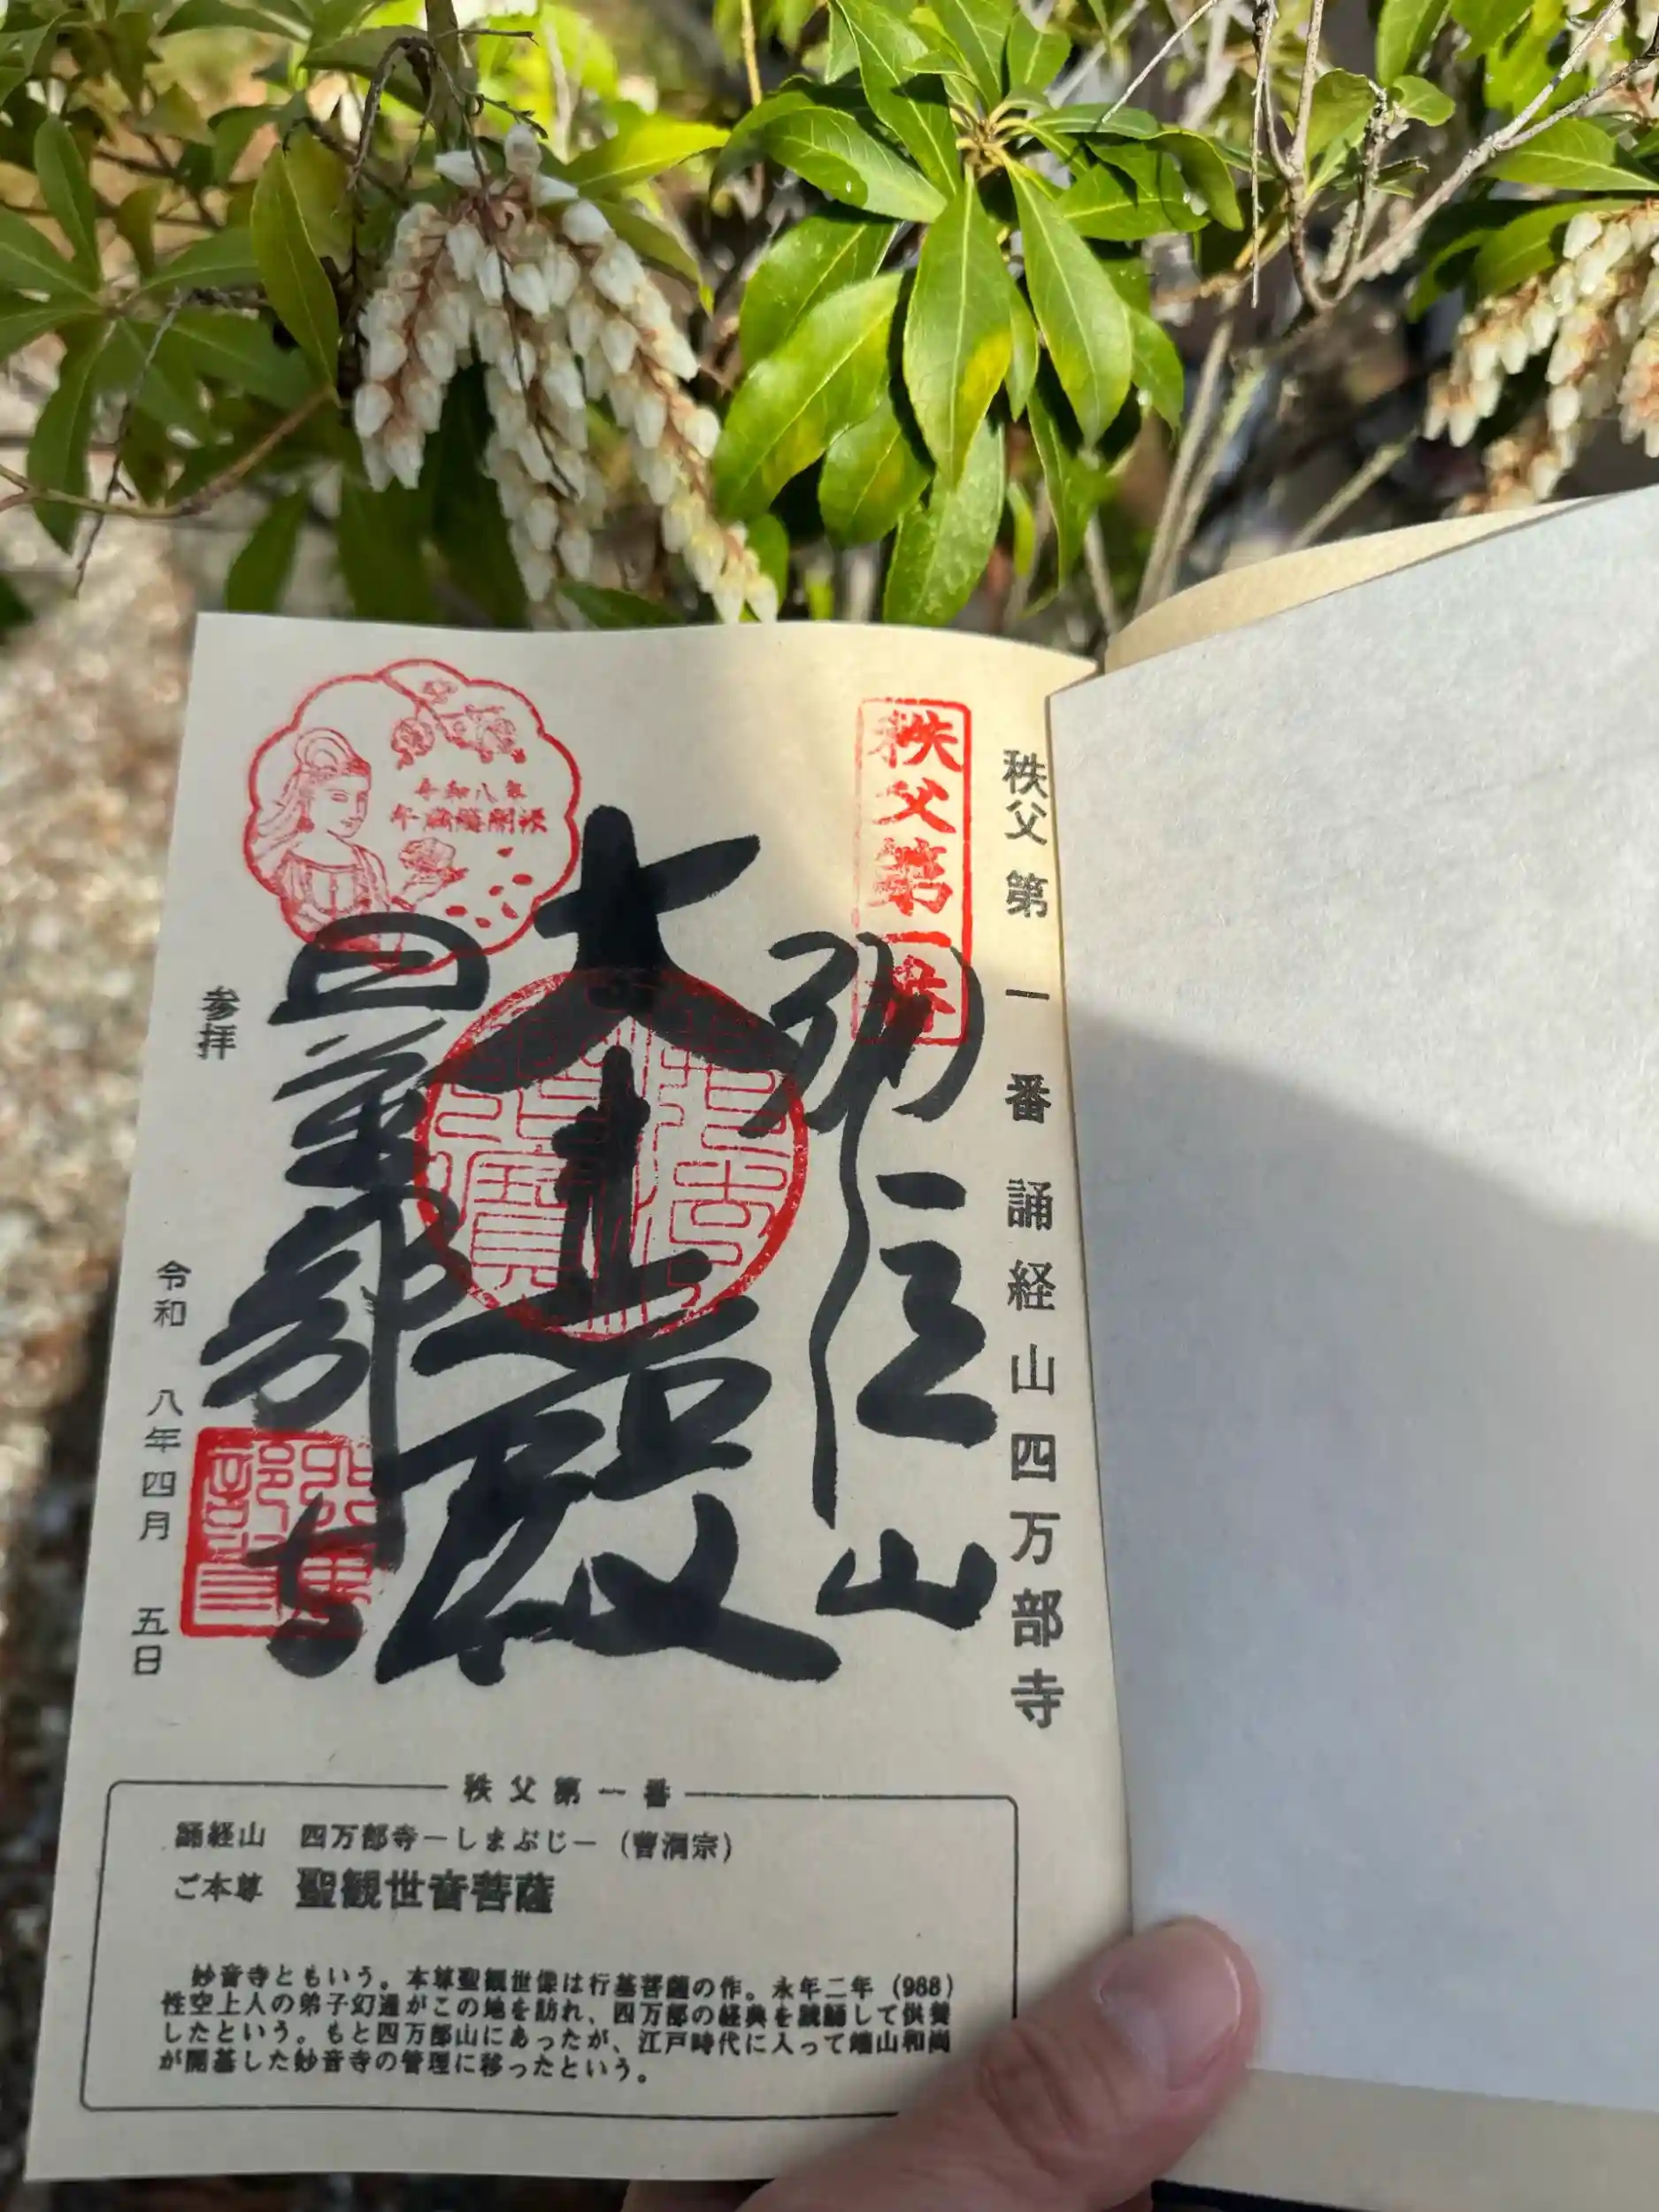 秩父第一番誦経山四万部寺
秩父第一番
誦経山
大悲殿
四萬部寺
令和八年
午歳総開帳
参拝
令和 八年四月 五日
秩父第一番
誦経山 四万部寺−しまぶじ−(曹洞宗)
ご本尊 聖観世音菩薩
妙音寺ともいう。本尊聖観世像は行基菩薩の作。永年二年(988)
性空上人の弟子幻通がこの地を訪れ、四万部の経典を読誦して供養
したという。もと四万部山にあったが、江戸時代に入って端山和尚
が開基した妙音寺の管理に移ったという。